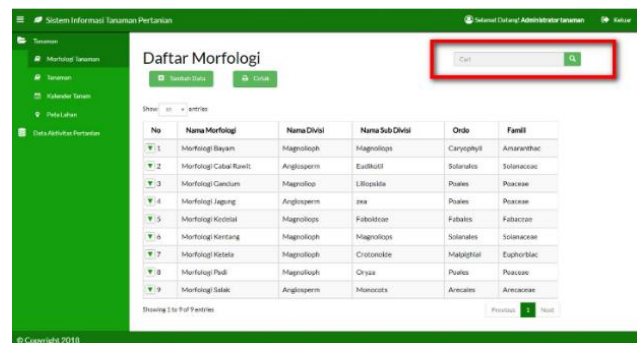 Sistem Informasi Tanaman Pertanian
Selamat Datang! Administrator tanaman
Keluar
Tanaman
Morfologi Tanaman
Tanaman
Kalender Tanam
Peta Lahan
Data Aktivitas Pertanian
Daftar Morfologi
Cari
Tambah Data
Cetak
Show 10 entries
No Nama Morfologi Nama Divisi Nama Sub Divisi Ordo Famili
1 Morfologi Bayam Magnolioph Magnoliops Caryophyll Amaranthac
2 Morfologi Cabai Rawit Angiosperm Eudikotil Solanales Solanaceae
3 Morfologi Gandum Magnoliop Liliopsida Poales Poaceae
4 Morfologi Jagung Angiosperm zea Poales Poaceae
5 Morfologi Kedelai Magnoliops Faboideae Fabales Fabaceae
6 Morfologi Kentang Magnolioph Magnoliops Solanales Solanaceae
7 Morfologi Ketela Magnolioph Crotonoide Malpighial Euphorbiac
8 Morfologi Padi Magnolioph Oryza Poales Poaceae
9 Morfologi Salak Angiosperm Monocots Arecales Arecaceae
Showing 1 to 9 of 9 entries
Previous 1 Next
© Copyright 2018